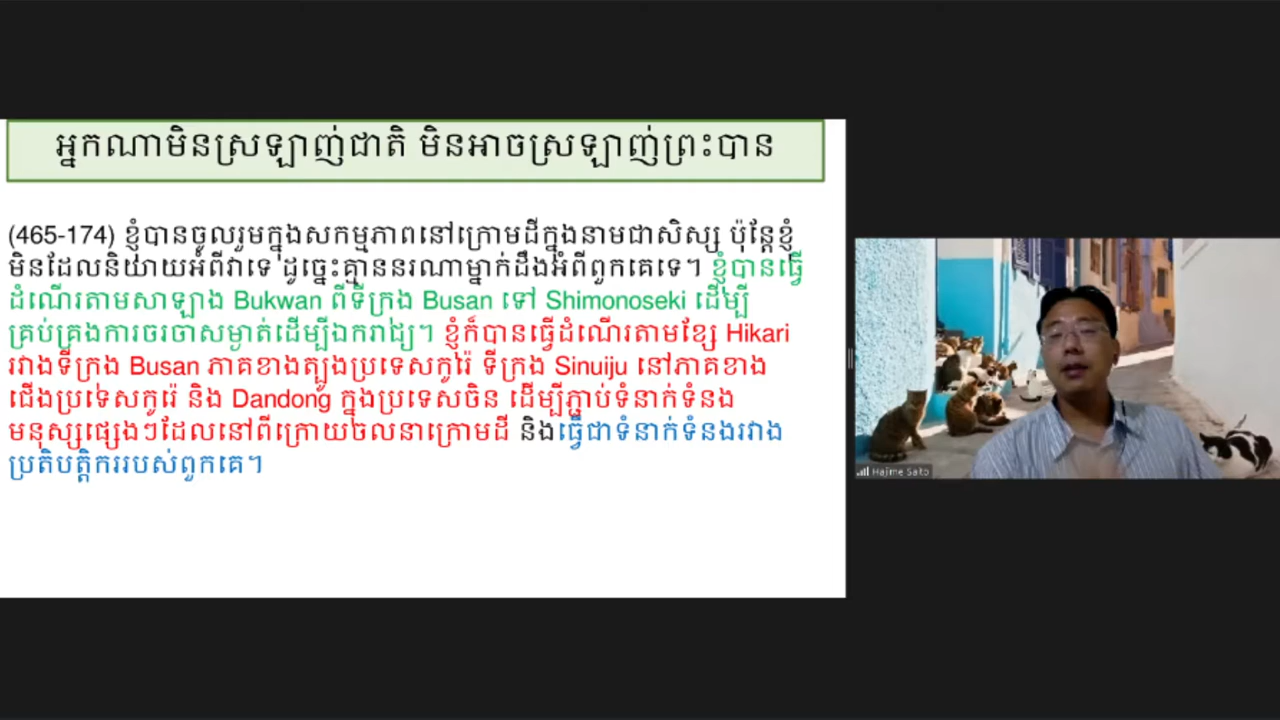 អ្នកណាមិនស្រឡាញ់ជាតិ មិនអាចស្រឡាញ់ព្រះបាន
(465-174) ខ្ញុំបានចូលរួមក្នុងសកម្មភាពនៅក្រោមដីក្នុងនាមជាសិស្ស ប៉ុន្តែខ្ញុំ
មិនដែលនិយាយអំពីវាទេ ដូច្នេះគ្មាននរណាម្នាក់ដឹងអំពីពួកគេទេ។ ខ្ញុំបានធ្វើ
ដំណើរតាមសាឡាង Bukwan ពីទីក្រុង Busan ទៅ Shimonoseki ដើម្បី
គ្រប់គ្រងការចរចាសម្ងាត់ដើម្បីឯករាជ្យ។ ខ្ញុំក៏បានធ្វើដំណើរតាមខ្សែ Hikari
រវាងទីក្រុង Busan ភាគខាងត្បូងប្រទេសកូរ៉េ ទីក្រុង Sinuiju នៅភាគខាង
ជើងប្រទេសកូរ៉េ និង Dandong ក្នុងប្រទេសចិន ដើម្បីភ្ជាប់ទំនាក់ទំនង
មនុស្សផ្សេងៗដែលនៅពីក្រោយចលនាក្រោមដី និងធ្វើជាទំនាក់ទំនងរវាង
ប្រតិបត្តិការរបស់ពួកគេ។
Hajime Saito